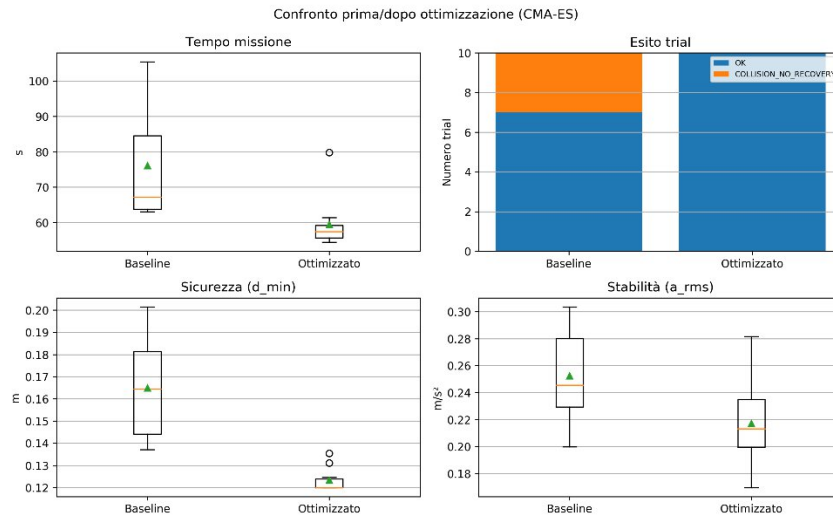 Confronto prima/dopo ottimizzazione (CMA-ES)
Tempo missione
s
100
90
80
70
60
Baseline
Ottimizzato
Esito trial
Numero trial
10
8
6
4
2
0
OK
COLLISION_NO_RECOVERY
Baseline
Ottimizzato
Sicurezza (d_min)
m
0.20
0.19
0.18
0.17
0.16
0.15
0.14
0.13
0.12
Baseline
Ottimizzato
Stabilità (a_rms)
m/s²
0.30
0.28
0.26
0.24
0.22
0.20
0.18
Baseline
Ottimizzato